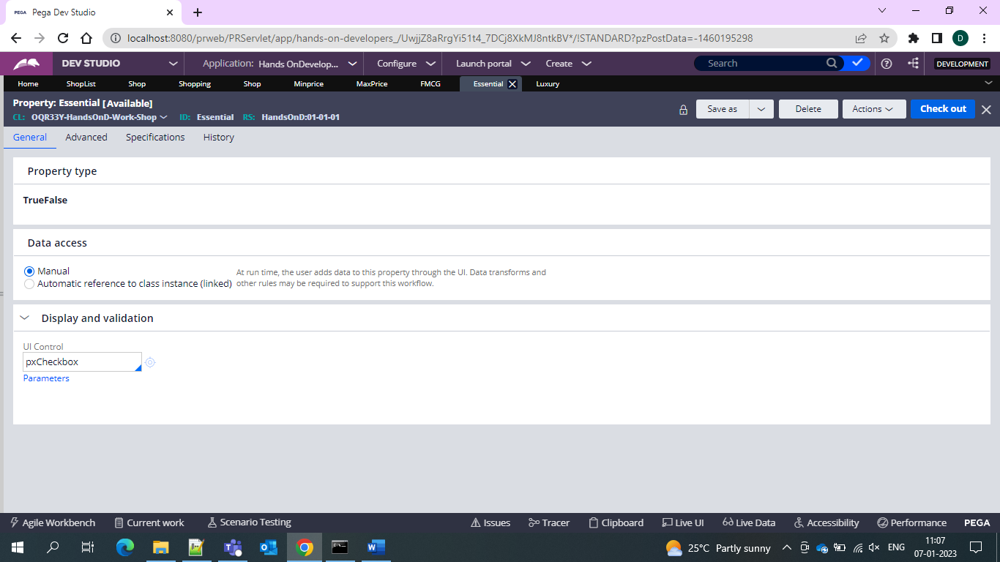 PEGA Pega Dev Studio
localhost:8080/prweb/PRServlet/app/hands-on-developers_/UwjjZ8aRrgYi51t4_7DCj8XkMJ8ntkBV*/!STANDARD?pzPostData=-1460195298
D
DEV STUDIO Application: Hands OnDevelop... Configure Launch portal Create Search DEVELOPMENT
Home ShopList Shop Shopping Shop Minprice MaxPrice FMCG Essential Luxury
Property: Essential [Available]
CL: OQR33Y-HandsOnD-Work-Shop ID: Essential RS: HandsOnD:01-01-01
Save as Delete Actions Check out
General Advanced Specifications History
Property type
TrueFalse
Data access
Manual
Automatic reference to class instance (linked)
At run time, the user adds data to this property through the UI. Data transforms and
other rules may be required to support this workflow.
Display and validation
UI Control
pxCheckbox
Parameters
Agile Workbench Current work Scenario Testing Issues Tracer Clipboard Live UI Live Data Accessibility Performance PEGA
25°C Partly sunny ENG
11:07
07-01-2023